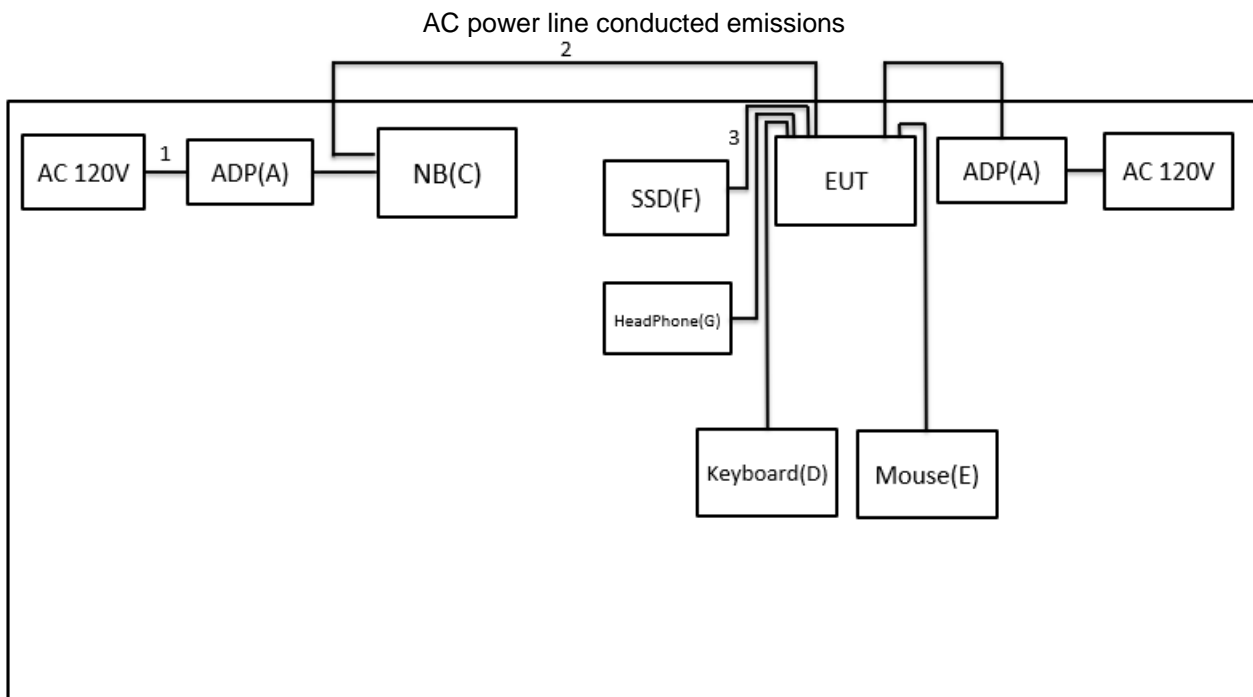 AC power line conducted emissions
2
1
3
AC 120V
ADP(A)
NB(C)
SSD(F)
EUT
ADP(A)
AC 120V
HeadPhone(G)
Keyboard(D)
Mouse(E)